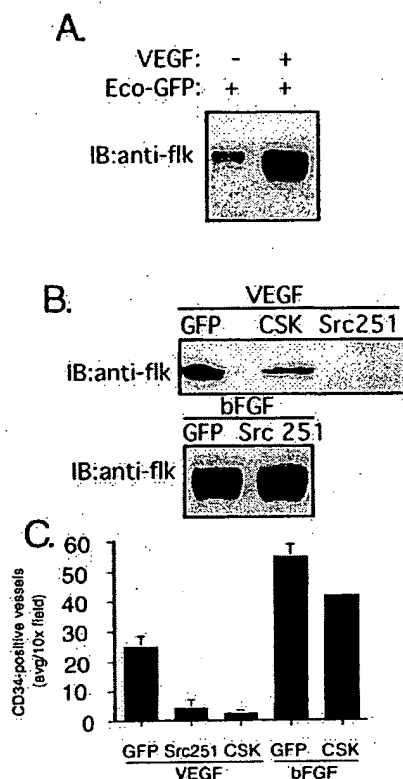 A.
VEGF: - +
Eco-GFP: + +
IB:anti-flk
B.
VEGF
GFP CSK Src251
IB:anti-flk
bFGF
GFP Src 251
IB:anti-flk
C.
CD34-positive vessels
(avg/10x field)
60
50
40
30
20
10
0
GFP Src251 CSK GFP CSK
VEGF bFGF